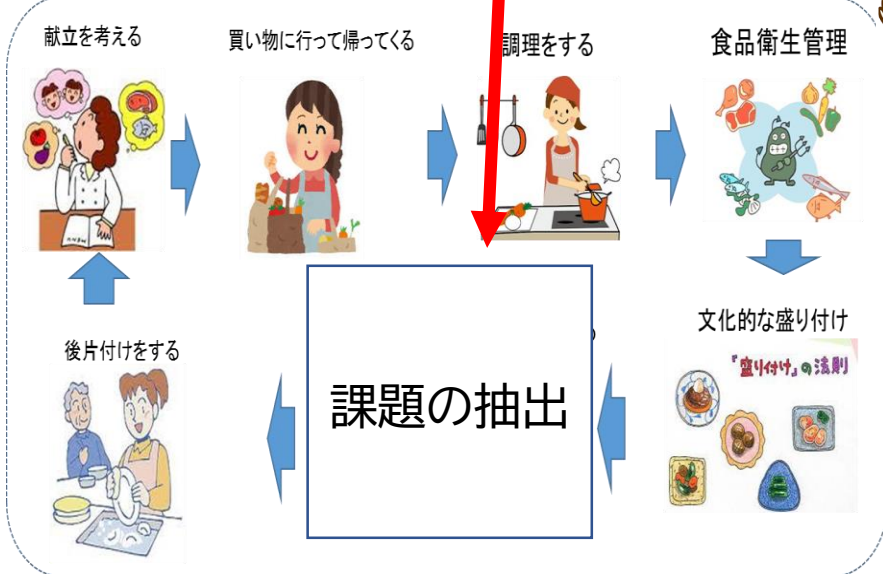 献立を考える
買い物に行って帰ってくる
調理をする
食品衛生管理
文化的な盛り付け
『盛り付け』の法則
課題の抽出
後片付けをする